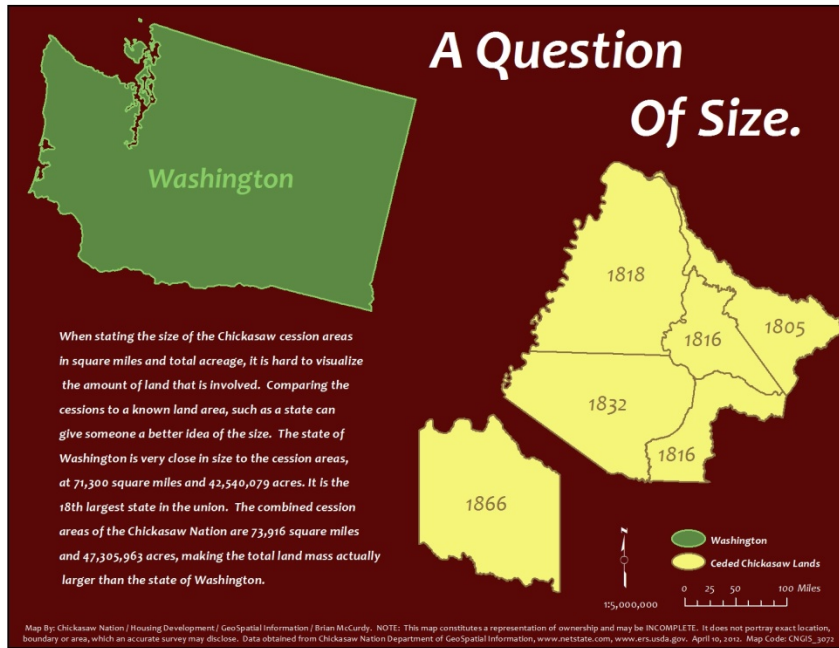 A Question
Of Size.
Washington
1818
1816
1805
1832
1816
1866
When stating the size of the Chickasaw cession areas
in square miles and total acreage, it is hard to visualize
the amount of land that is involved. Comparing the
cessions to a known land area, such as a state can
give someone a better idea of the size. The state of
Washington is very close in size to the cession areas,
at 71,300 square miles and 42,540,079 acres. It is the
18th largest state in the union. The combined cession
areas of the Chickasaw Nation are 73,916 square miles
and 47,305,963 acres, making the total land mass actually
larger than the state of Washington.
N
1:5,000,000
Washington
Ceded Chickasaw Lands
0 25 50 100 Miles
Map By: Chickasaw Nation / Housing Development / GeoSpatial Information / Brian McCurdy. NOTE: This map constitutes a representation of ownership and may be INCOMPLETE. It does not portray exact location,
boundary or area, which an accurate survey may disclose. Data obtained from Chickasaw Nation Department of GeoSpatial Information, www.netstate.com, www.ers.usda.gov. April 10, 2012. Map Code: CNGIS_3072